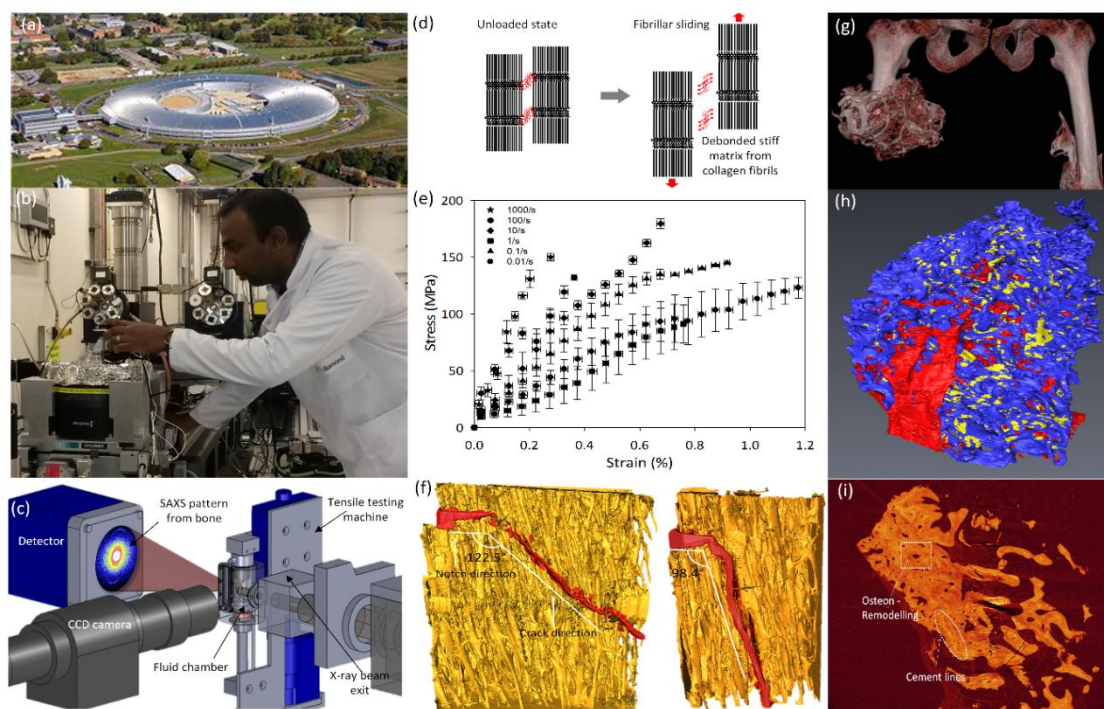 (a)
(b)
(c)
SAXS pattern
from bone
Detector
Tensile testing
machine
CCD camera
Fluid chamber
X-ray beam
exit
(d)
Unloaded state
Fibrillar sliding
Debonded stiff
matrix from
collagen fibrils
(e)
200
150
100
50
0
Stress (MPa)
1000/s
100/s
10/s
1/s
0.1/s
0.01/s
0.0
0.2
0.4
0.6
0.8
1.0
1.2
Strain (%)
diamond
(f)
122.5°
Notch direction
Crack direction
98.4°
(g)
(h)
(i)
Osteon -
Remodelling
Cement lines